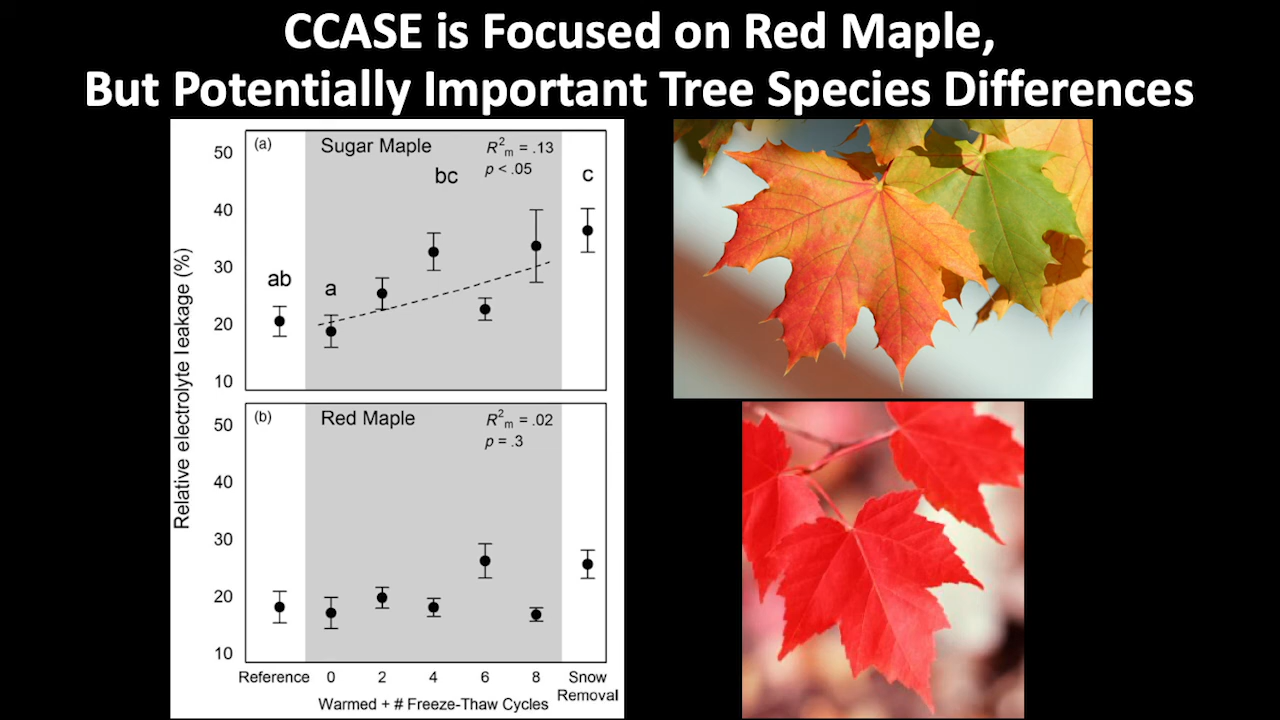 CCASE is Focused on Red Maple,
But Potentially Important Tree Species Differences
Relative electrolyte leakage (%)
(a)
Sugar Maple
R²m = .13
p < .05
50
40
30
20
10
ab
a
bc
c
(b)
Red Maple
R²m = .02
p = .3
50
40
30
20
10
Reference 0 2 4 6 8 Snow
Removal
Warmed + # Freeze-Thaw Cycles